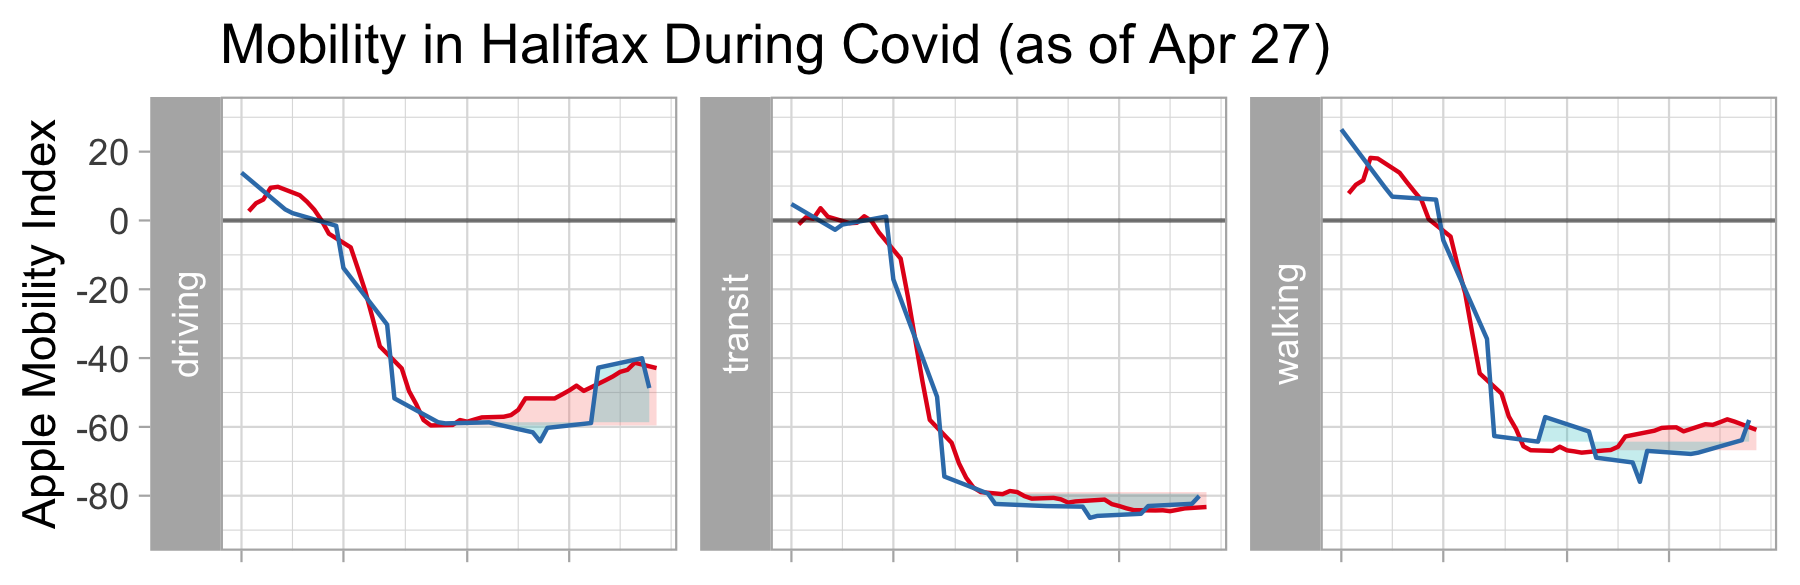 Mobility in Halifax During Covid (as of Apr 27)
Apple Mobility Index
20
0
-20
-40
-60
-80
driving
transit
walking